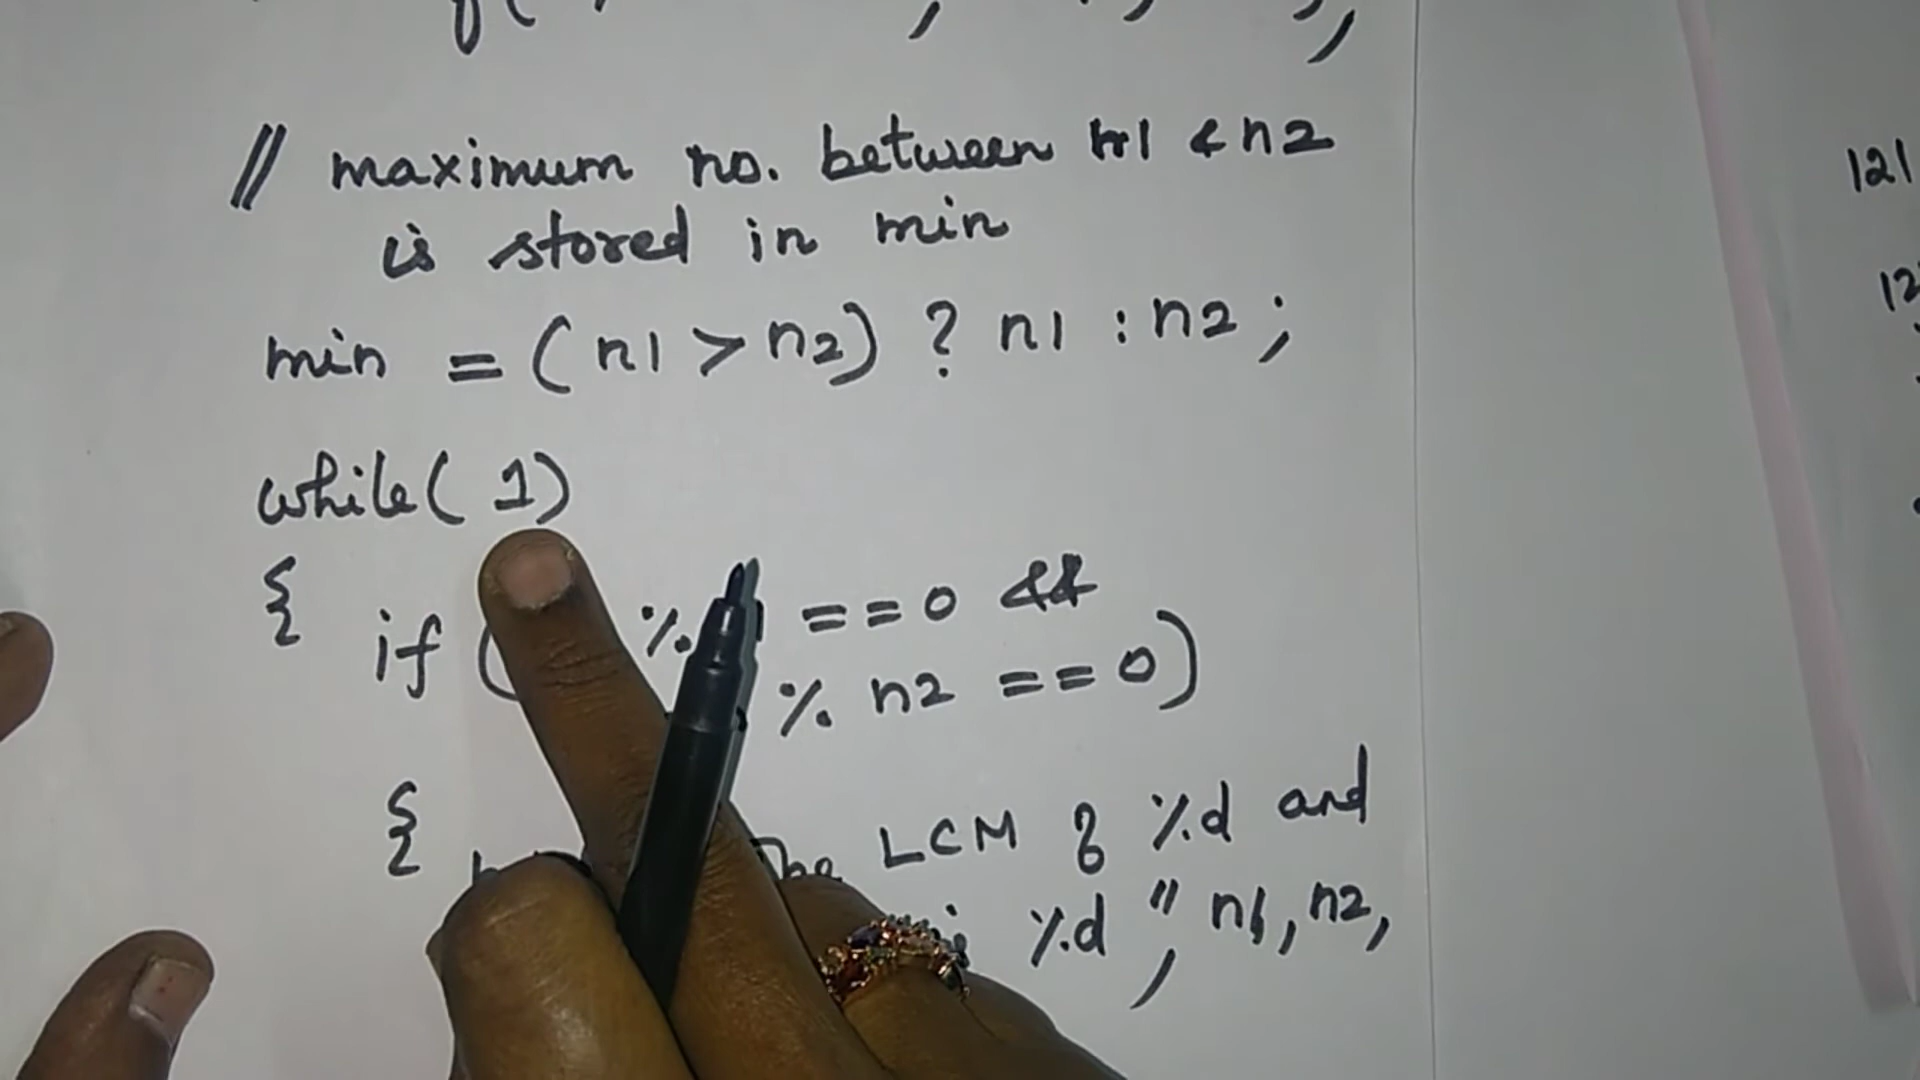 // maximum no. between n1 & n2
is stored in min
min = (n1 > n2) ? n1 : n2 ;
while( 1)
{
if ( % ==0 &&
% n2 ==0)
{ LCM of %d and
%d ", n1, n2,
121
12